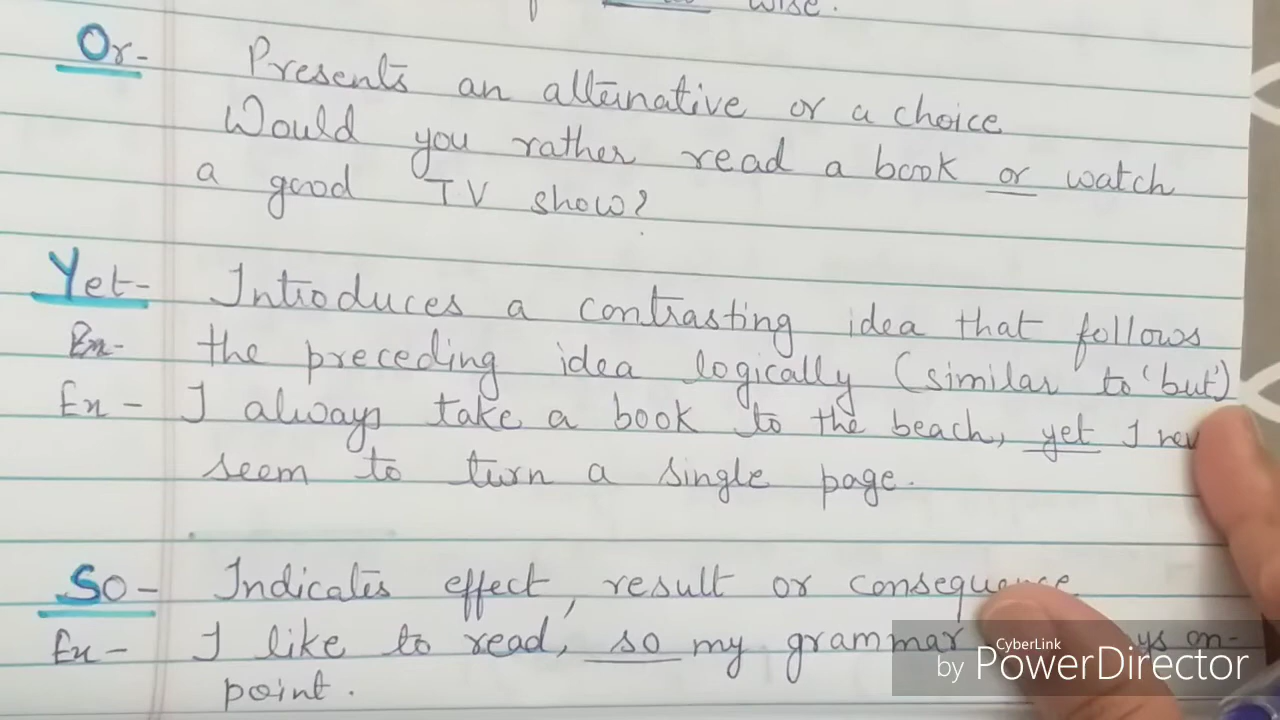 wise.
Or- Presents an alternative or a choice
Would you rather read a book or watch
a good TV show?
Yet- Introduces a contrasting idea that follows
Ex- the preceding idea logically (similar to 'but')
Ex - I always take a book to the beach, yet I
seem to turn a single page.
So- Indicates effect, result or consequence
Ex - I like to read, so my grammar on-
point.
CyberLink
by PowerDirector